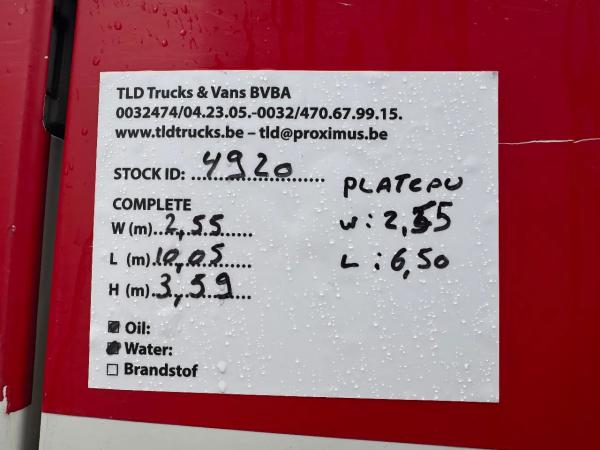 TLD Trucks & Vans BVBA
0032474/04.23.05.-0032/470.67.99.15.
www.tldtrucks.be – tld@proximus.be
STOCK ID: 4920
COMPLETE
W (m) 2,55
L (m) 10,05
H (m) 3,59
PLATEAU
W: 2,55
L : 6,50
Oil:
Water:
Brandstof